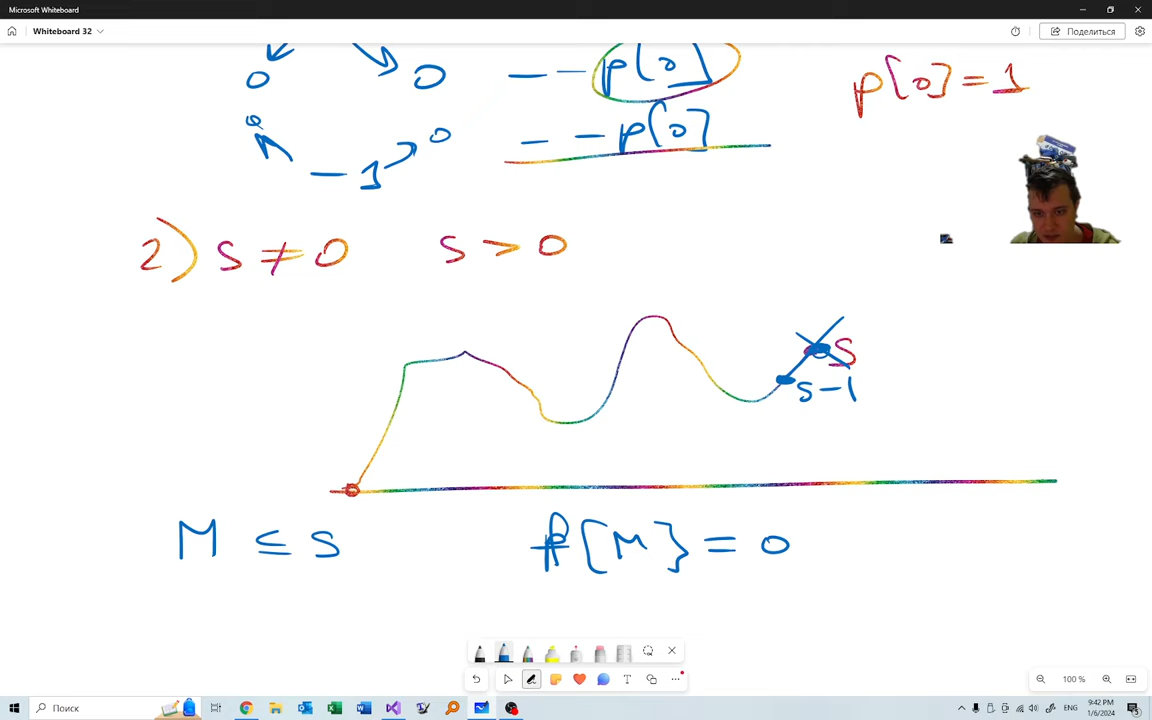 Microsoft Whiteboard
Whiteboard 32
Поделиться
0 0 — — p[0]
p[0] = 1
0 — 1 0 — — p[0]
2) s ≠ 0 s > 0
s
s — 1
M ≤ s p[M] = 0
100 %
Поиск
ENG
9:42 PM
1/6/2024